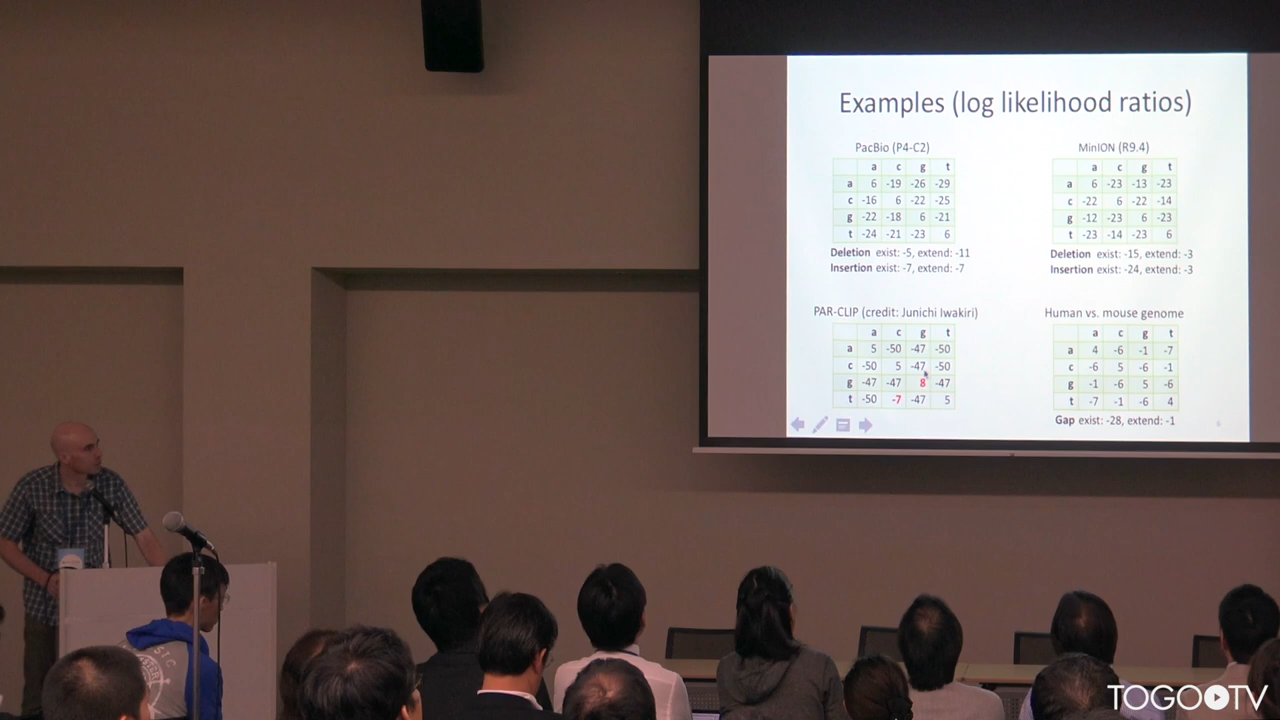 Examples (log likelihood ratios)
PacBio (P4-C2)
a c g t
a 6 -19 -26 -29
c -16 6 -22 -25
g -22 -18 6 -21
t -24 -21 -23 6
Deletion exist: -5, extend: -11
Insertion exist: -7, extend: -7
MinION (R9.4)
a c g t
a 6 -23 -13 -23
c -22 6 -22 -14
g -12 -23 6 -23
t -23 -14 -23 6
Deletion exist: -15, extend: -3
Insertion exist: -24, extend: -3
PAR-CLIP (credit: Junichi Iwakiri)
a c g t
a 5 -50 -47 -50
c -50 5 -47 -50
g -47 -47 8 -47
t -50 -7 -47 5
Human vs. mouse genome
a c g t
a 4 -6 -1 -7
c -6 5 -6 -1
g -1 -6 5 -6
t -7 -1 -6 4
Gap exist: -28, extend: -1
TOGOTV